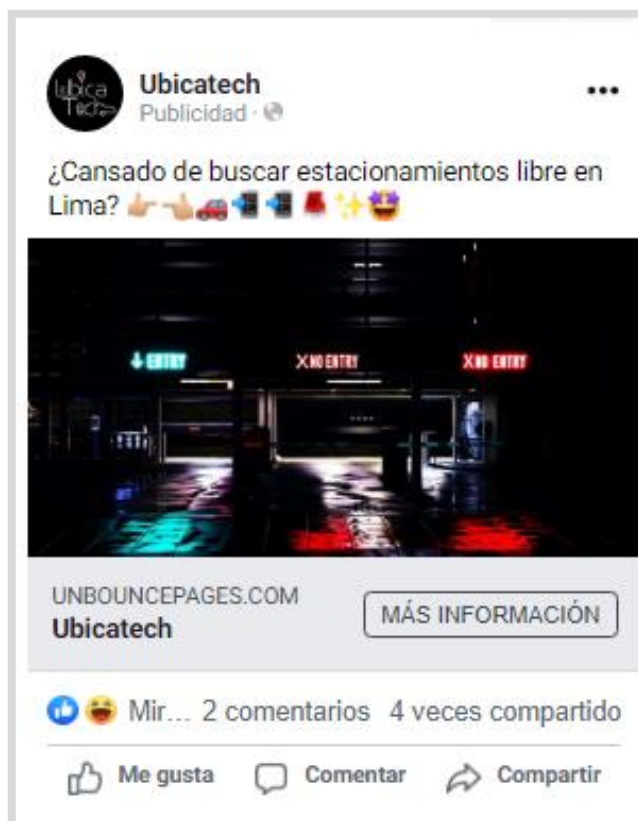 Ubica
Tech
Ubicatech
Publicidad ·
¿Cansado de buscar estacionamientos libre en
Lima?
ENTRY
X NO ENTRY
X NO ENTRY
UNBOUNCEPAGES.COM
Ubicatech
MÁS INFORMACIÓN
Mir... 2 comentarios 4 veces compartido
Me gusta Comentar Compartir